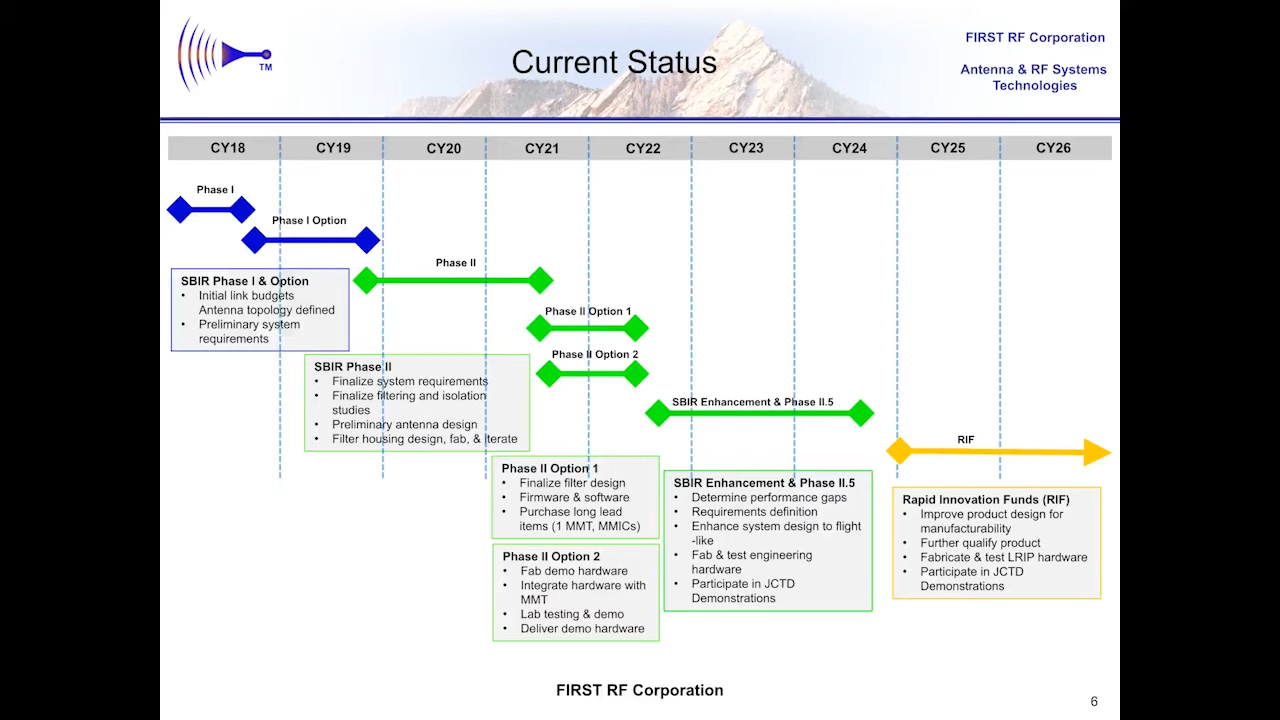 TM
Current Status
FIRST RF Corporation
Antenna & RF Systems
Technologies
CY18 CY19 CY20 CY21 CY22 CY23 CY24 CY25 CY26
Phase I
Phase I Option
Phase II
Phase II Option 1
Phase II Option 2
SBIR Enhancement & Phase II.5
RIF
SBIR Phase I & Option
• Initial link budgets
Antenna topology defined
• Preliminary system
requirements
SBIR Phase II
• Finalize system requirements
• Finalize filtering and isolation
studies
• Preliminary antenna design
• Filter housing design, fab, & iterate
Phase II Option 1
• Finalize filter design
• Firmware & software
• Purchase long lead
items (1 MMT, MMICs)
Phase II Option 2
• Fab demo hardware
• Integrate hardware with
MMT
• Lab testing & demo
• Deliver demo hardware
SBIR Enhancement & Phase II.5
• Determine performance gaps
• Requirements definition
• Enhance system design to flight
-like
• Fab & test engineering
hardware
• Participate in JCTD
Demonstrations
Rapid Innovation Funds (RIF)
• Improve product design for
manufacturability
• Further qualify product
• Fabricate & test LRIP hardware
• Participate in JCTD
Demonstrations
FIRST RF Corporation
6